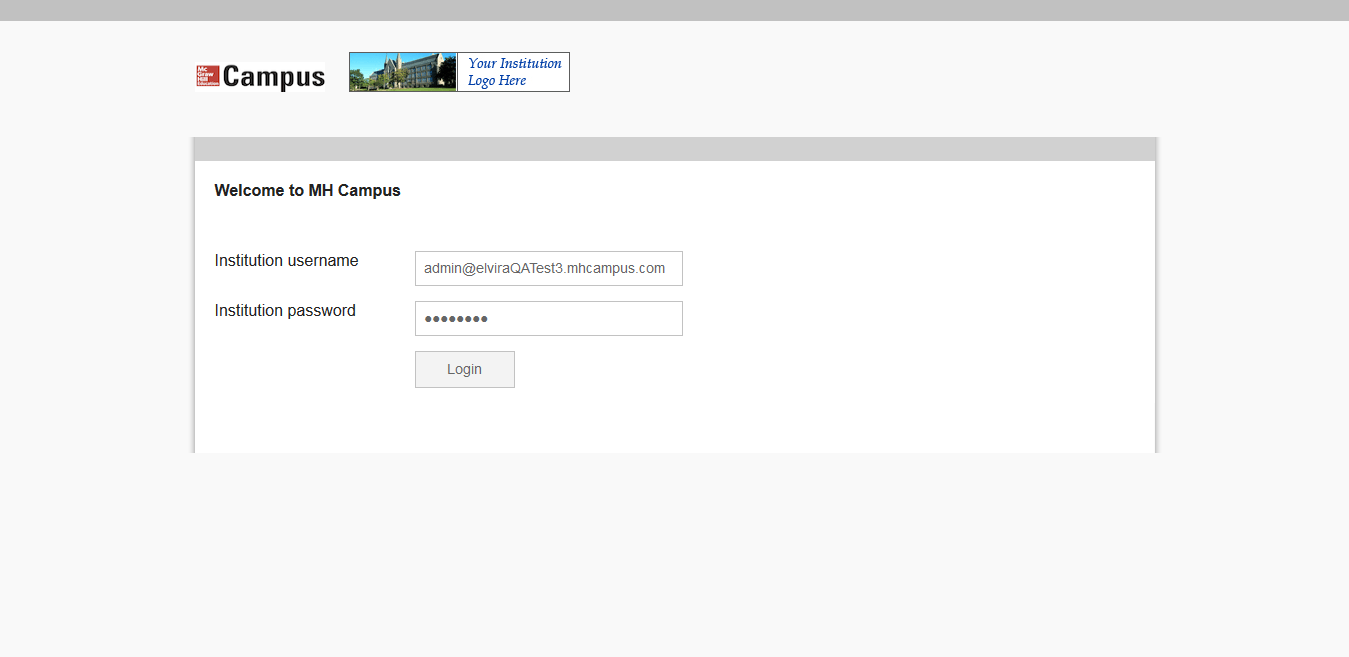 Mc
Graw
Hill
Education
Campus
Your Institution
Logo Here
Welcome to MH Campus
Institution username
admin@elviraQATest3.mhcampus.com
Institution password
••••••••
Login